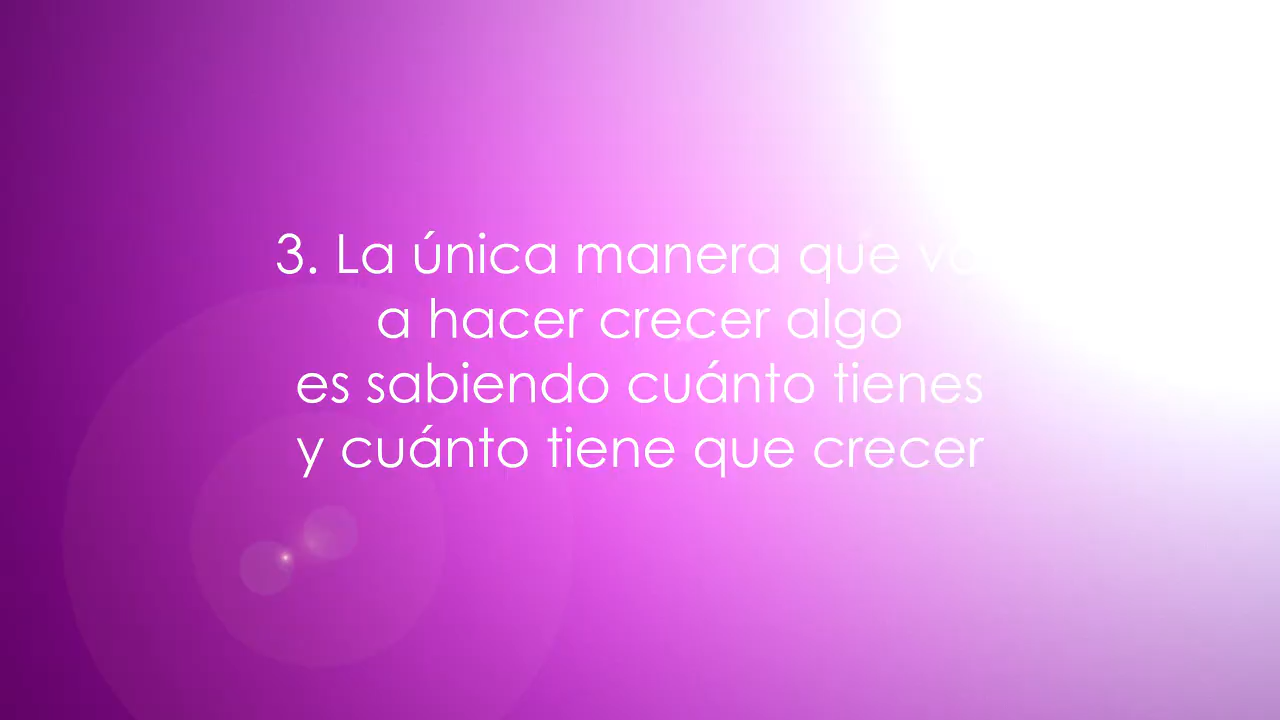 3. La única manera que
a hacer crecer algo
es sabiendo cuánto tienes
y cuánto tiene que crecer